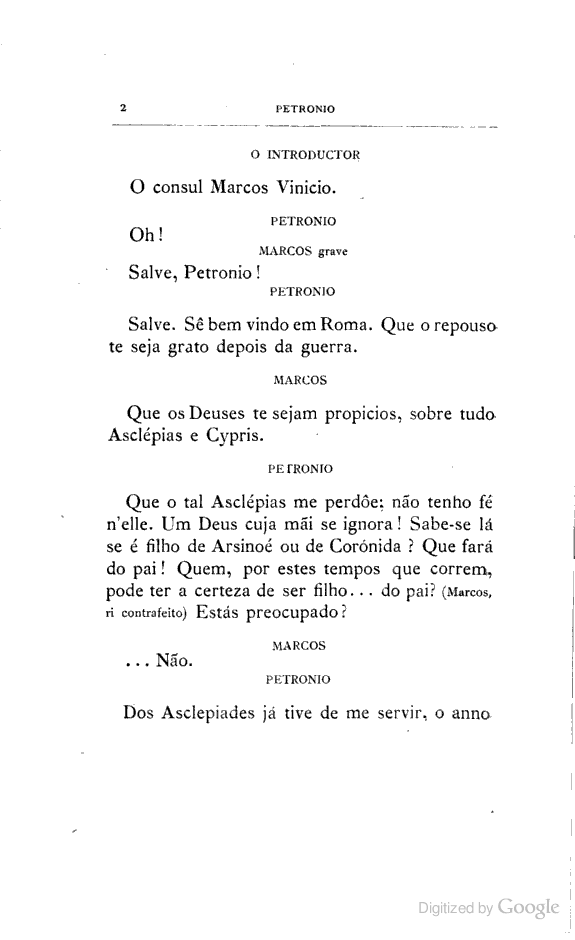 2 PETRONIO
O INTRODUCTOR
O consul Marcos Vinicio.
PETRONIO
Oh!
MARCOS grave
Salve, Petronio!
PETRONIO
Salve. Sê bem vindo em Roma. Que o repouso
te seja grato depois da guerra.
MARCOS
Que os Deuses te sejam propicios, sobre tudo
Asclépias e Cypris.
PETRONIO
Que o tal Asclépias me perdôe; não tenho fé
n'elle. Um Deus cuja mãi se ignora! Sabe-se lá
se é filho de Arsinoé ou de Corónida? Que fará
do pai! Quem, por estes tempos que correm,
pode ter a certeza de ser filho... do pai? (Marcos,
ri contrafeito) Estás preocupado?
MARCOS
... Não.
PETRONIO
Dos Asclepiades já tive de me servir, o anno
Digitized by Google